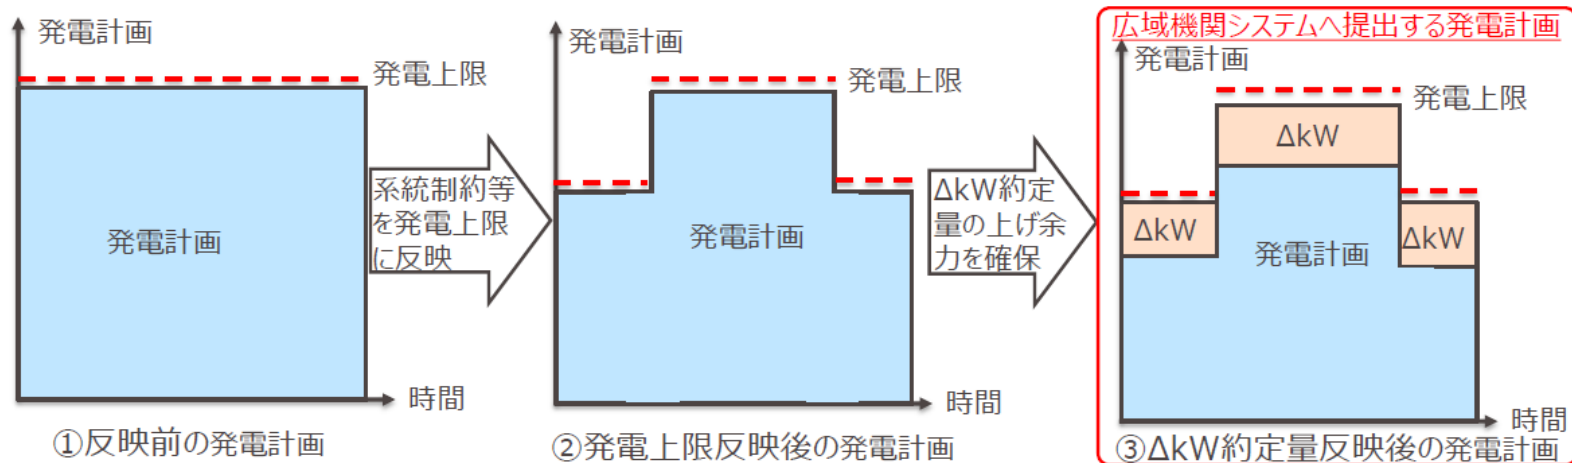 発電計画
発電上限
発電計画
時間
①反映前の発電計画
系統制約等
を発電上限
に反映
発電計画
発電上限
発電計画
時間
②発電上限反映後の発電計画
ΔkW約定
量の上げ余
力を確保
広域機関システムへ提出する発電計画
発電計画
発電上限
ΔkW
ΔkW
ΔkW
発電計画
時間
③ΔkW約定量反映後の発電計画